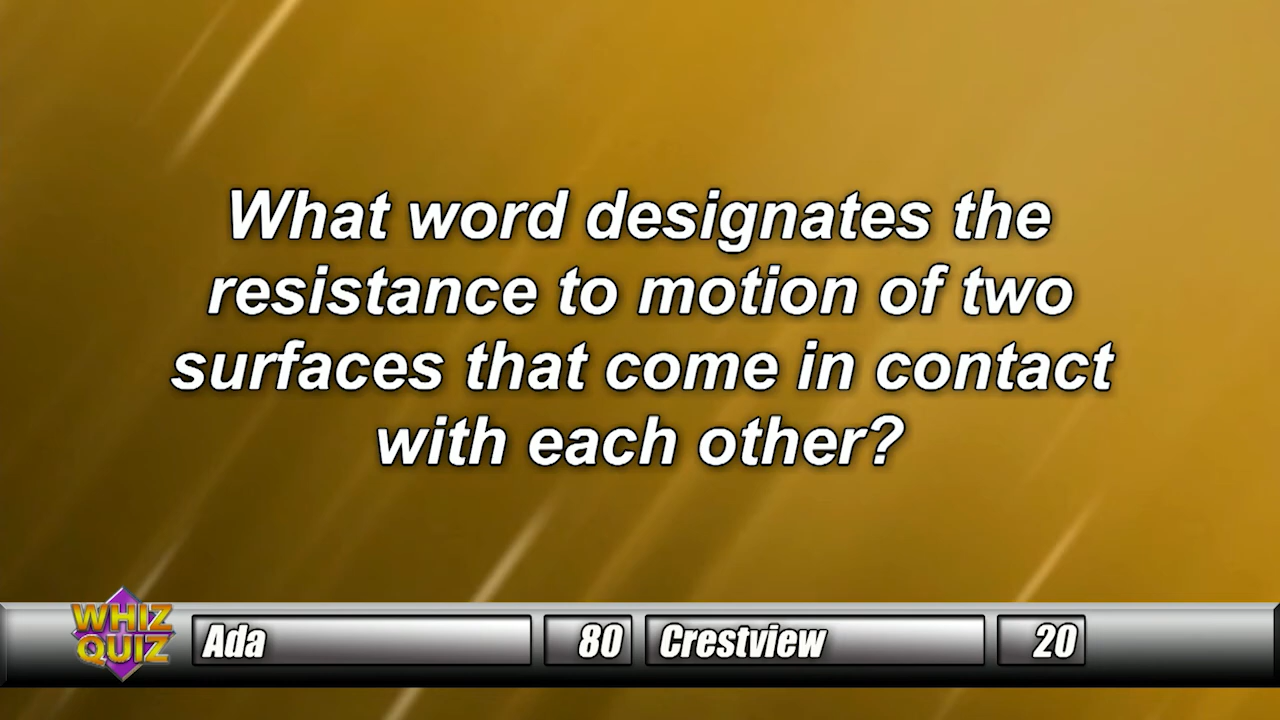 What word designates the
resistance to motion of two
surfaces that come in contact
with each other?
WHIZ
QUIZ
Ada 80 Crestview 20